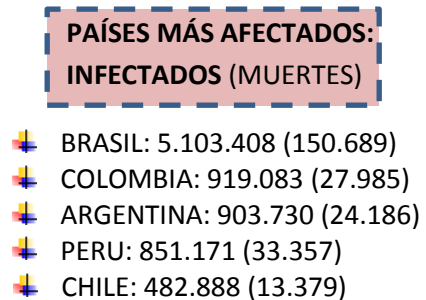 PAÍSES MÁS AFECTADOS:
INFECTADOS (MUERTES)
BRASIL: 5.103.408 (150.689)
COLOMBIA: 919.083 (27.985)
ARGENTINA: 903.730 (24.186)
PERU: 851.171 (33.357)
CHILE: 482.888 (13.379)